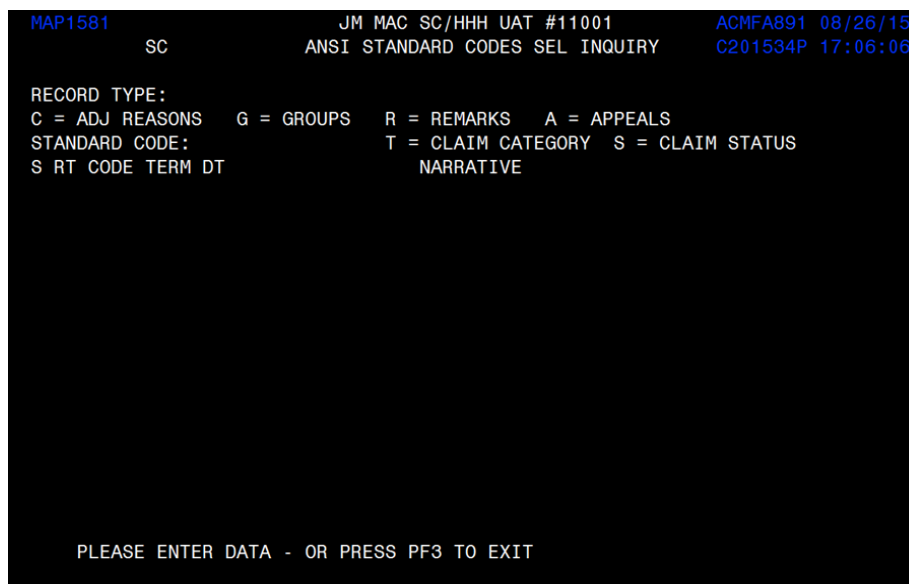 MAP1581 JM MAC SC/HHH UAT #11001 ACMFA891 08/26/15
SC ANSI STANDARD CODES SEL INQUIRY C201534P 17:06:06
RECORD TYPE:
C = ADJ REASONS G = GROUPS R = REMARKS A = APPEALS
STANDARD CODE: T = CLAIM CATEGORY S = CLAIM STATUS
S RT CODE TERM DT NARRATIVE
PLEASE ENTER DATA - OR PRESS PF3 TO EXIT